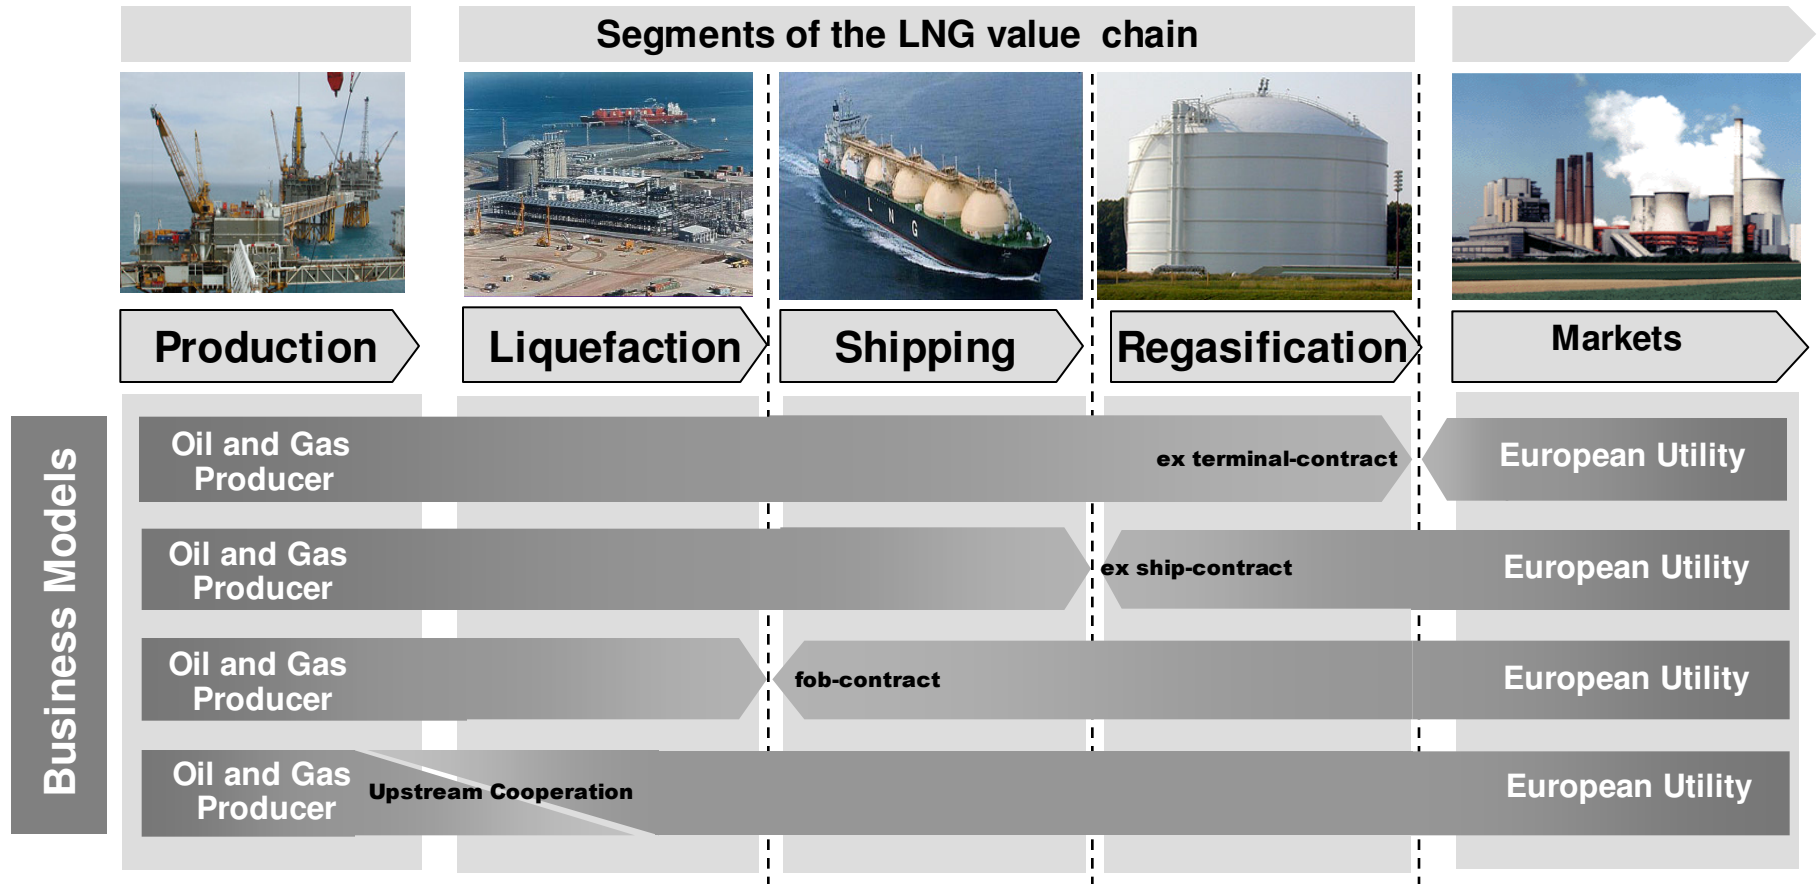 Segments of the LNG value chain
L N G
Production
Liquefaction
Shipping
Regasification
Markets
Business Models
Oil and Gas
Producer
ex terminal-contract
European Utility
Oil and Gas
Producer
ex ship-contract
European Utility
Oil and Gas
Producer
fob-contract
European Utility
Oil and Gas
Producer
Upstream Cooperation
European Utility